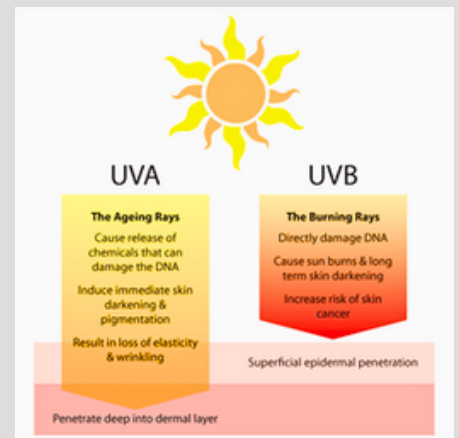 UVA
The Ageing Rays
Cause release of
chemicals that can
damage the DNA
Induce immediate skin
darkening &
pigmentation
Result in loss of elasticity
& wrinkling
Penetrate deep into dermal layer
UVB
The Burning Rays
Directly damage DNA
Cause sun burns & long
term skin darkening
Increase risk of skin
cancer
Superficial epidermal penetration